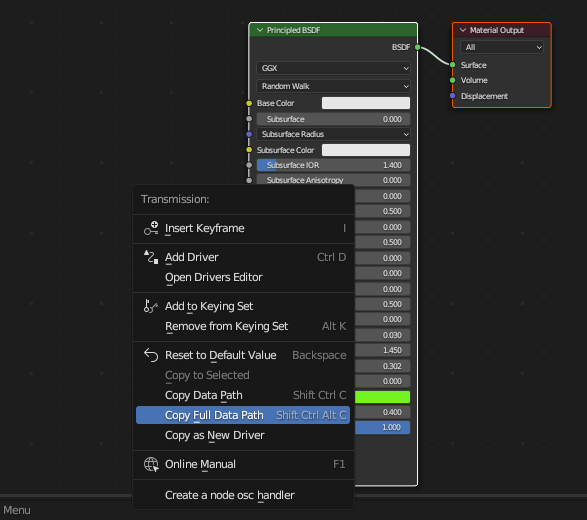 Principled BSDF
BSDF
GGX
Random Walk
Base Color
Subsurface 0.000
Subsurface Radius
Subsurface Color
Subsurface IOR 1.400
Subsurface Anisotropy 0.000
0.000
0.500
0.000
0.500
0.000
0.000
0.000
0.500
0.000
0.030
1.450
0.302
0.000
0.400
1.000
Material Output
All
Surface
Volume
Displacement
Transmission:
Insert Keyframe I
Add Driver Ctrl D
Open Drivers Editor
Add to Keying Set
Remove from Keying Set Alt K
Reset to Default Value Backspace
Copy to Selected
Copy Data Path Shift Ctrl C
Copy Full Data Path Shift Ctrl Alt C
Copy as New Driver
Online Manual F1
Create a node osc handler
Menu